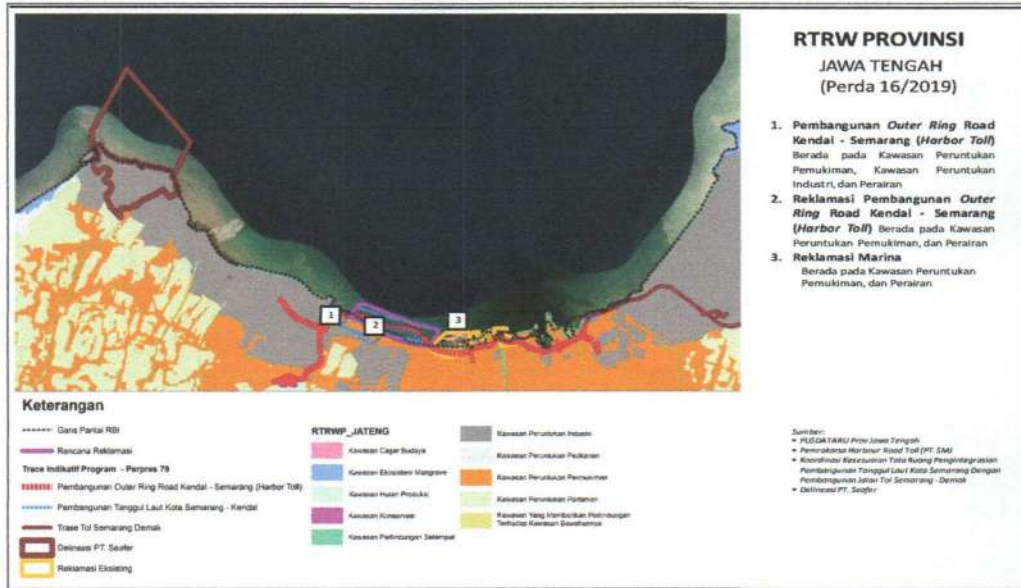 RTRW PROVINSI
JAWA TENGAH
(Perda 16/2019)
1. Pembangunan Outer Ring Road
Kendal - Semarang (Harbor Toll)
Berada pada Kawasan Peruntukan
Pemukiman, Kawasan Peruntukan
Industri, dan Perairan
2. Reklamasi Pembangunan Outer
Ring Road Kendal - Semarang
(Harbor Toll) Berada pada Kawasan
Peruntukan Pemukiman, dan Perairan
3. Reklamasi Marina
Berada pada Kawasan Peruntukan
Pemukiman, dan Perairan
1
2
3
Keterangan
Garis Pantai RBI
Rencana Reklamasi
Trace Indikatif Program - Perpres 79
Pembangunan Outer Ring Road Kendal - Semarang (Harbor Toll)
Pembangunan Tanggul Laut Kota Semarang - Kendal
Trase Tol Semarang Demak
Delineasi PT. Seafer
Reklamasi Eksisting
RTRWP_JATENG
Kawasan Cagar Budaya
Kawasan Ekosistem Mangrove
Kawasan Hutan Produksi
Kawasan Konservasi
Kawasan Perlindungan Setempat
Kawasan Peruntukan Industri
Kawasan Peruntukan Perikanan
Kawasan Peruntukan Permukiman
Kawasan Peruntukan Pertanian
Kawasan Yang Memberikan Perlindungan
Terhadap Kawasan Bawahannya
Sumber:
• PUSDATARU Prov Jawa Tengah
• Pemrakarsa Harbour Road Toll (PT. SMJ)
• Koordinasi Kesesuaian Tata Ruang Pengintegrasian
Pembangunan Tanggul Laut Kota Semarang Dengan
Pembangunan Jalan Tol Semarang - Demak
• Delineasi PT. Seafer